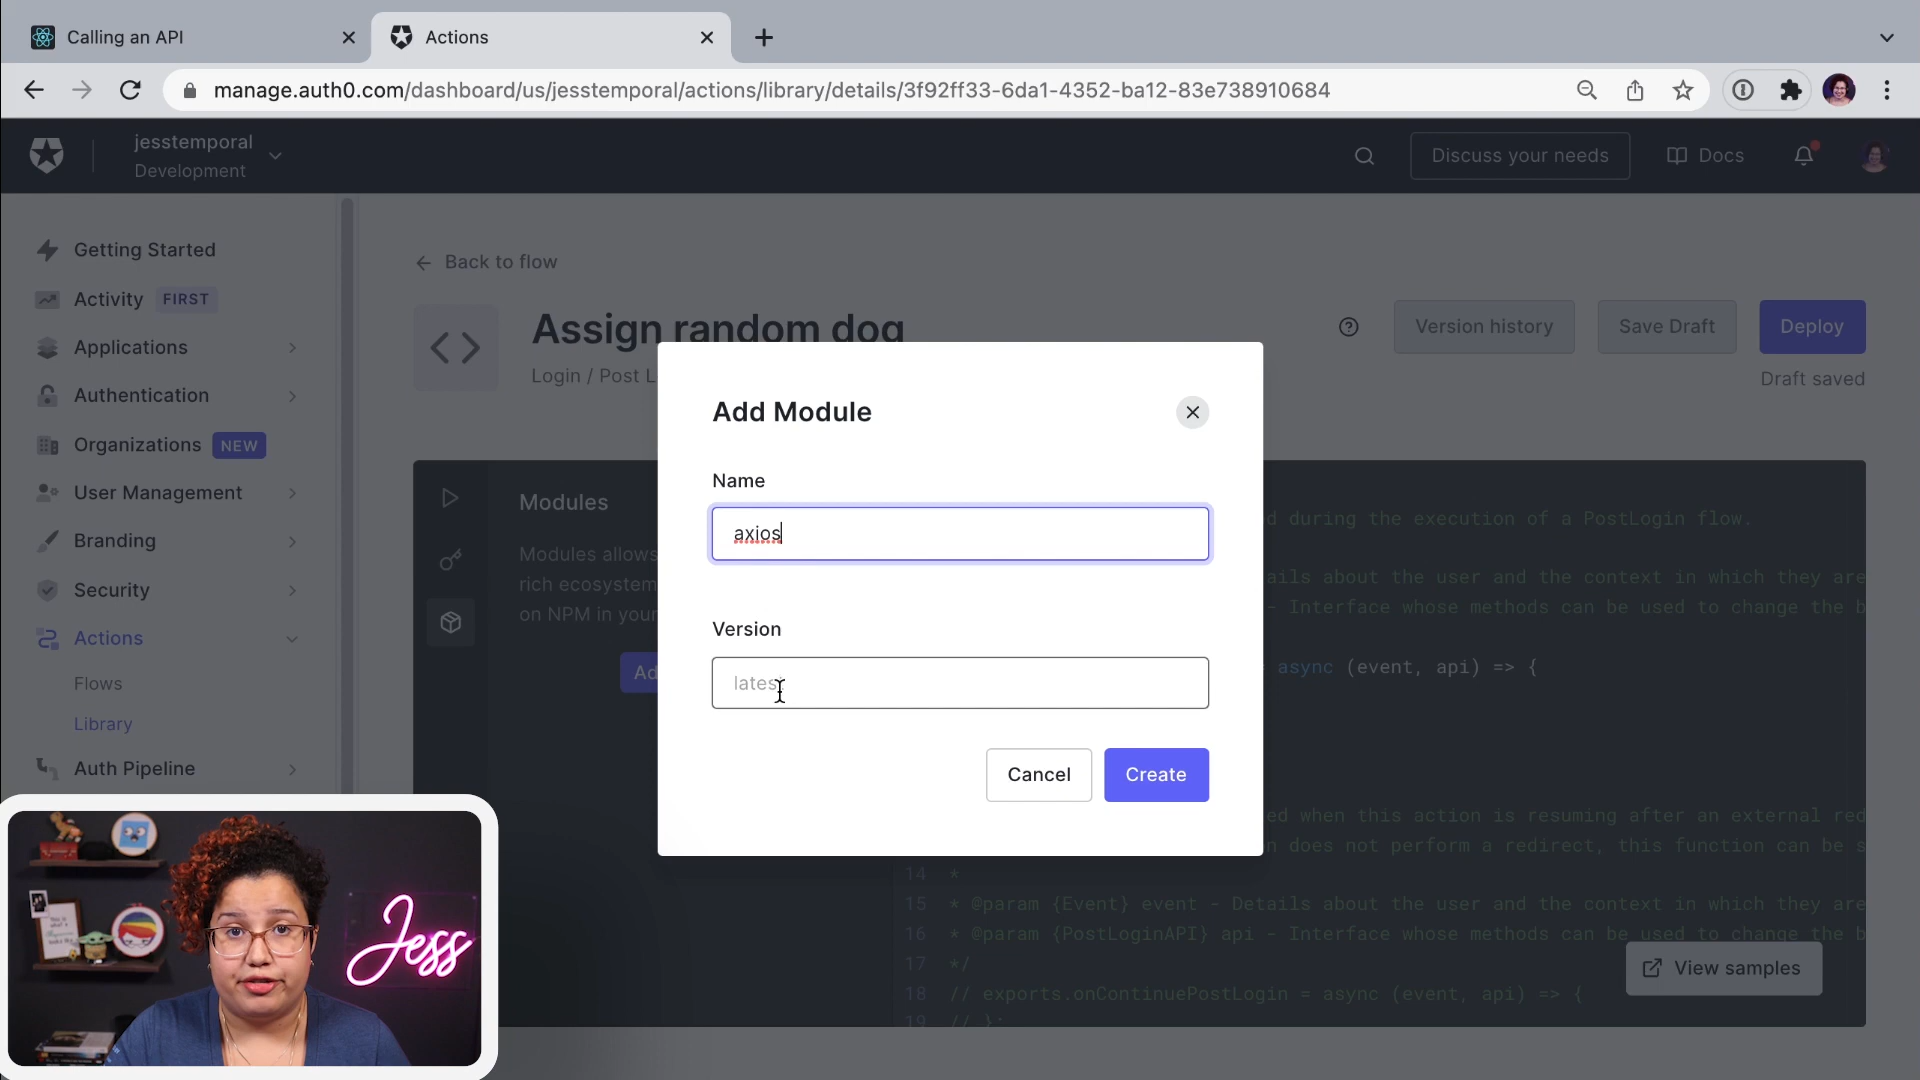 Calling an API
Actions
manage.auth0.com/dashboard/us/jesstemporal/actions/library/details/3f92ff33-6da1-4352-ba12-83e738910684
jesstemporal
Development
Discuss your needs
Docs
Getting Started
Activity FIRST
Applications
Authentication
Organizations NEW
User Management
Branding
Security
Actions
Flows
Library
Auth Pipeline
Back to flow
Assign random dog
Login / Post L
Version history
Save Draft
Deploy
Draft saved
Modules
Modules allows
rich ecosystem
on NPM in your
Ad
Add Module
Name
axios
Version
latest
Cancel
Create
d during the execution of a PostLogin flow.
ails about the user and the context in which they are
- Interface whose methods can be used to change the b
= async (event, api) => {
ed when this action is resuming after an external red
n does not perform a redirect, this function can be s
14 *
15 * @param {Event} event - Details about the user and the context in which they are
16 * @param {PostLoginAPI} api - Interface whose methods can be used to change the b
17 */
18 // exports.onContinuePostLogin = async (event, api) => {
19 // };
View samples
Jess